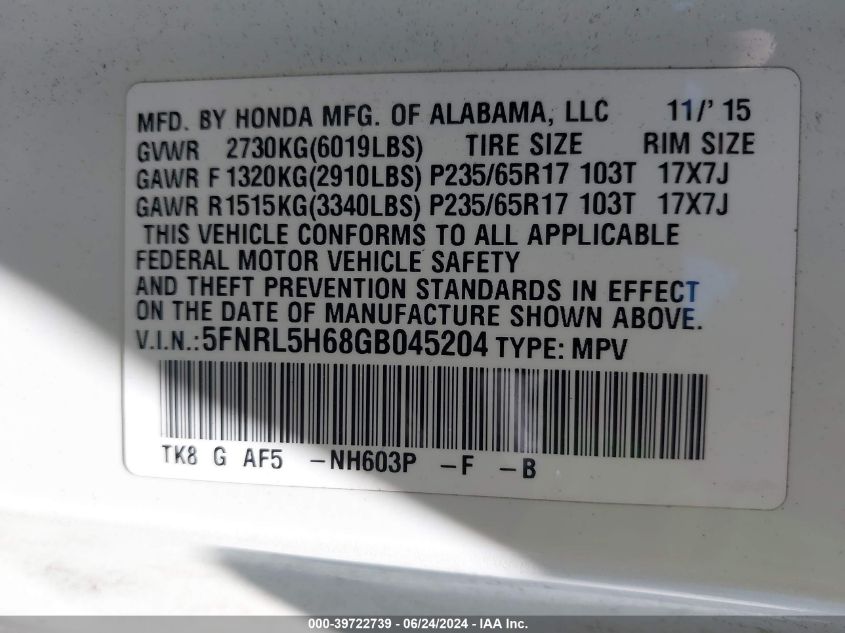 MFD. BY HONDA MFG. OF ALABAMA, LLC 11/' 15
GVWR 2730KG(6019LBS) TIRE SIZE RIM SIZE
GAWR F 1320KG(2910LBS) P235/65R17 103T 17X7J
GAWR R1515KG(3340LBS) P235/65R17 103T 17X7J
THIS VEHICLE CONFORMS TO ALL APPLICABLE
FEDERAL MOTOR VEHICLE SAFETY
AND THEFT PREVENTION STANDARDS IN EFFECT
ON THE DATE OF MANUFACTURE SHOWN ABOVE.
V.I.N.:5FNRL5H68GB045204 TYPE: MPV
TK8 G AF5 -NH603P -F -B
000-39722739 - 06/24/2024 - IAA Inc.